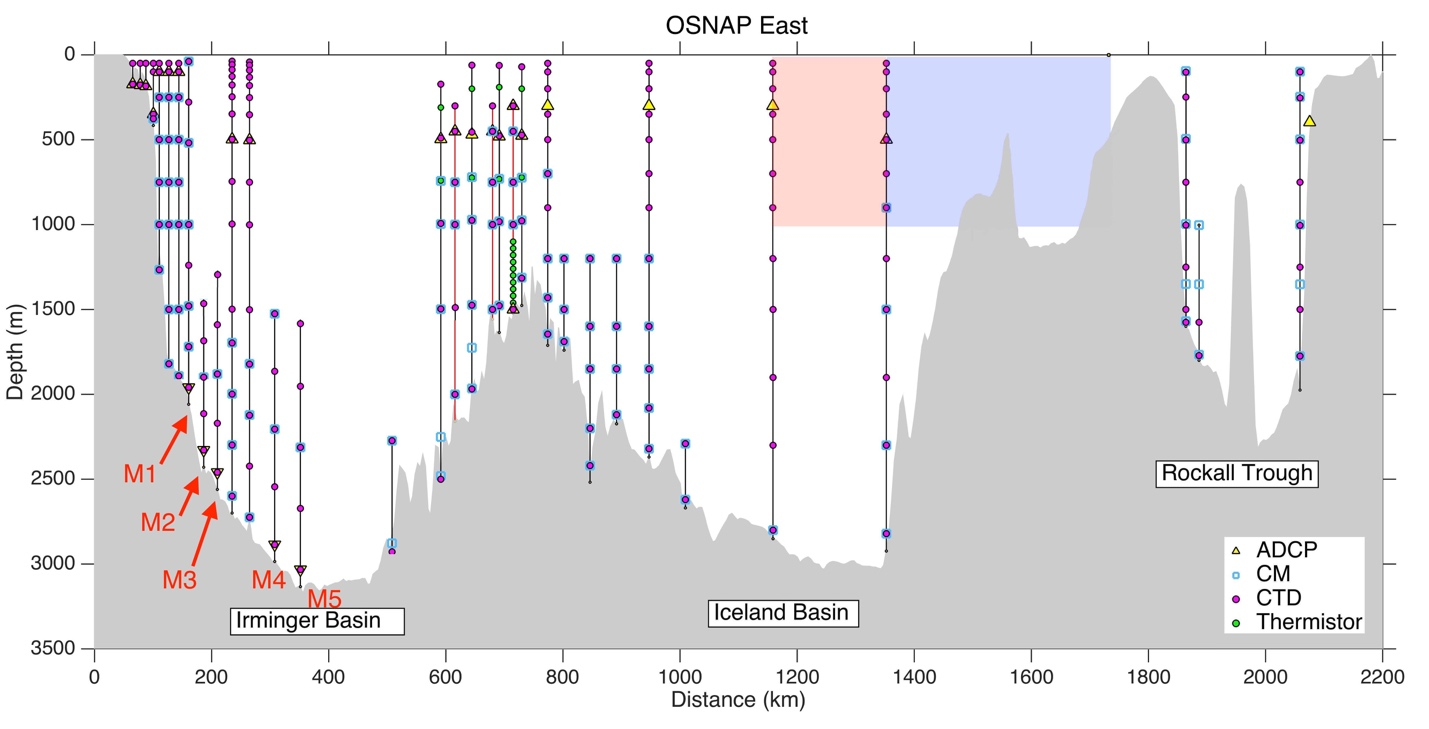 OSNAP East
0
500
1000
1500
2000
2500
3000
3500
Depth (m)
M1
M2
M3
M4
M5
Irminger Basin
Iceland Basin
Rockall Trough
ADCP
CM
CTD
Thermistor
0 200 400 600 800 1000 1200 1400 1600 1800 2000 2200
Distance (km)